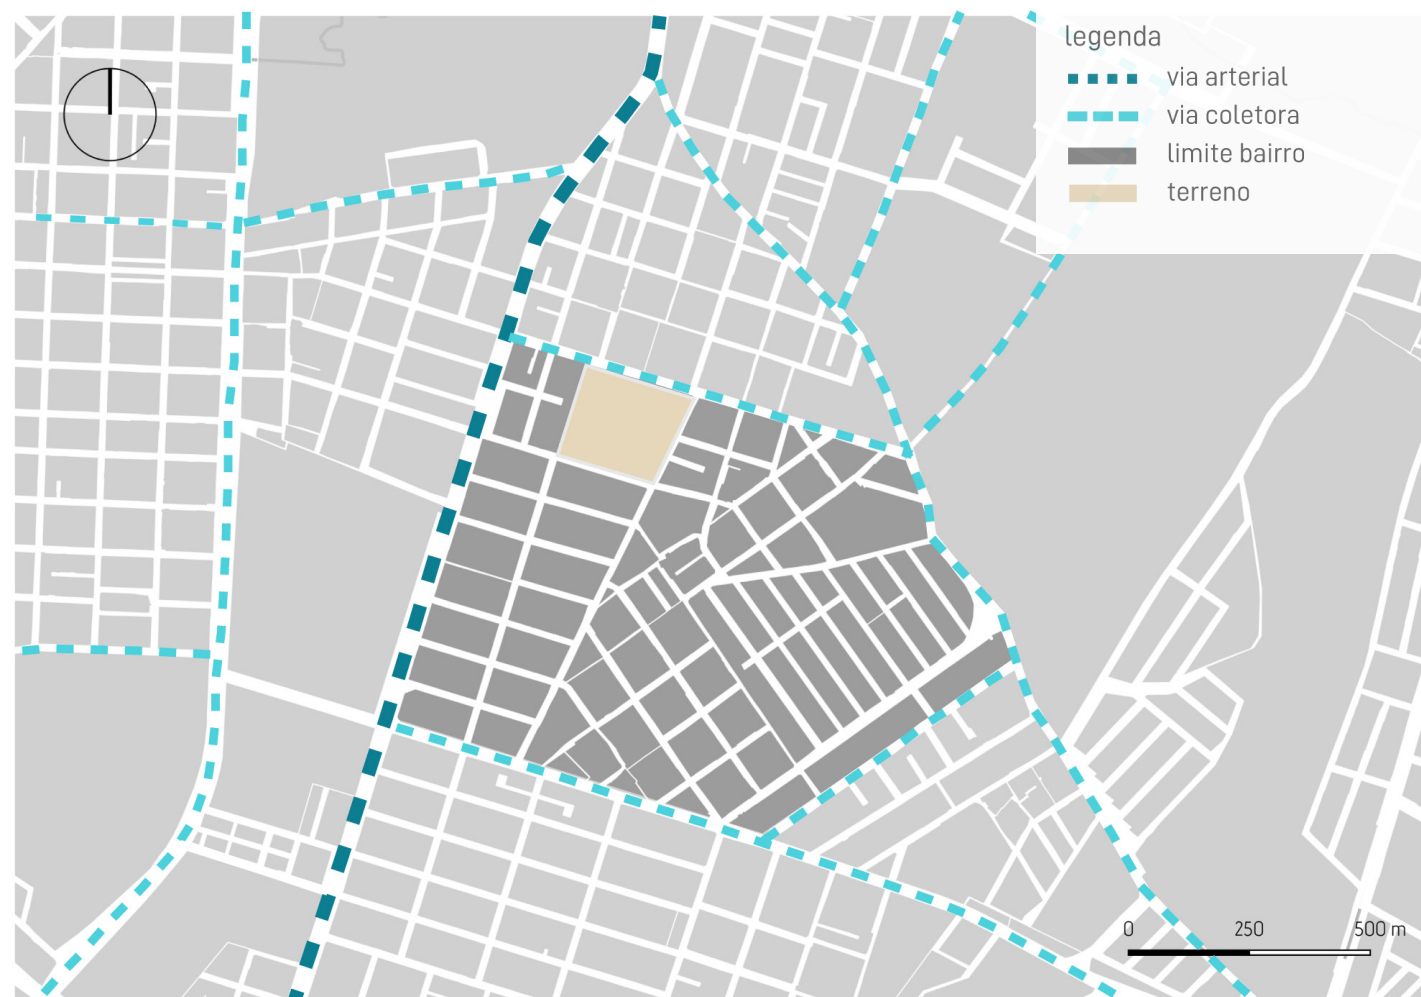 legenda
via arterial
via coletora
limite bairro
terreno
0 250 500 m